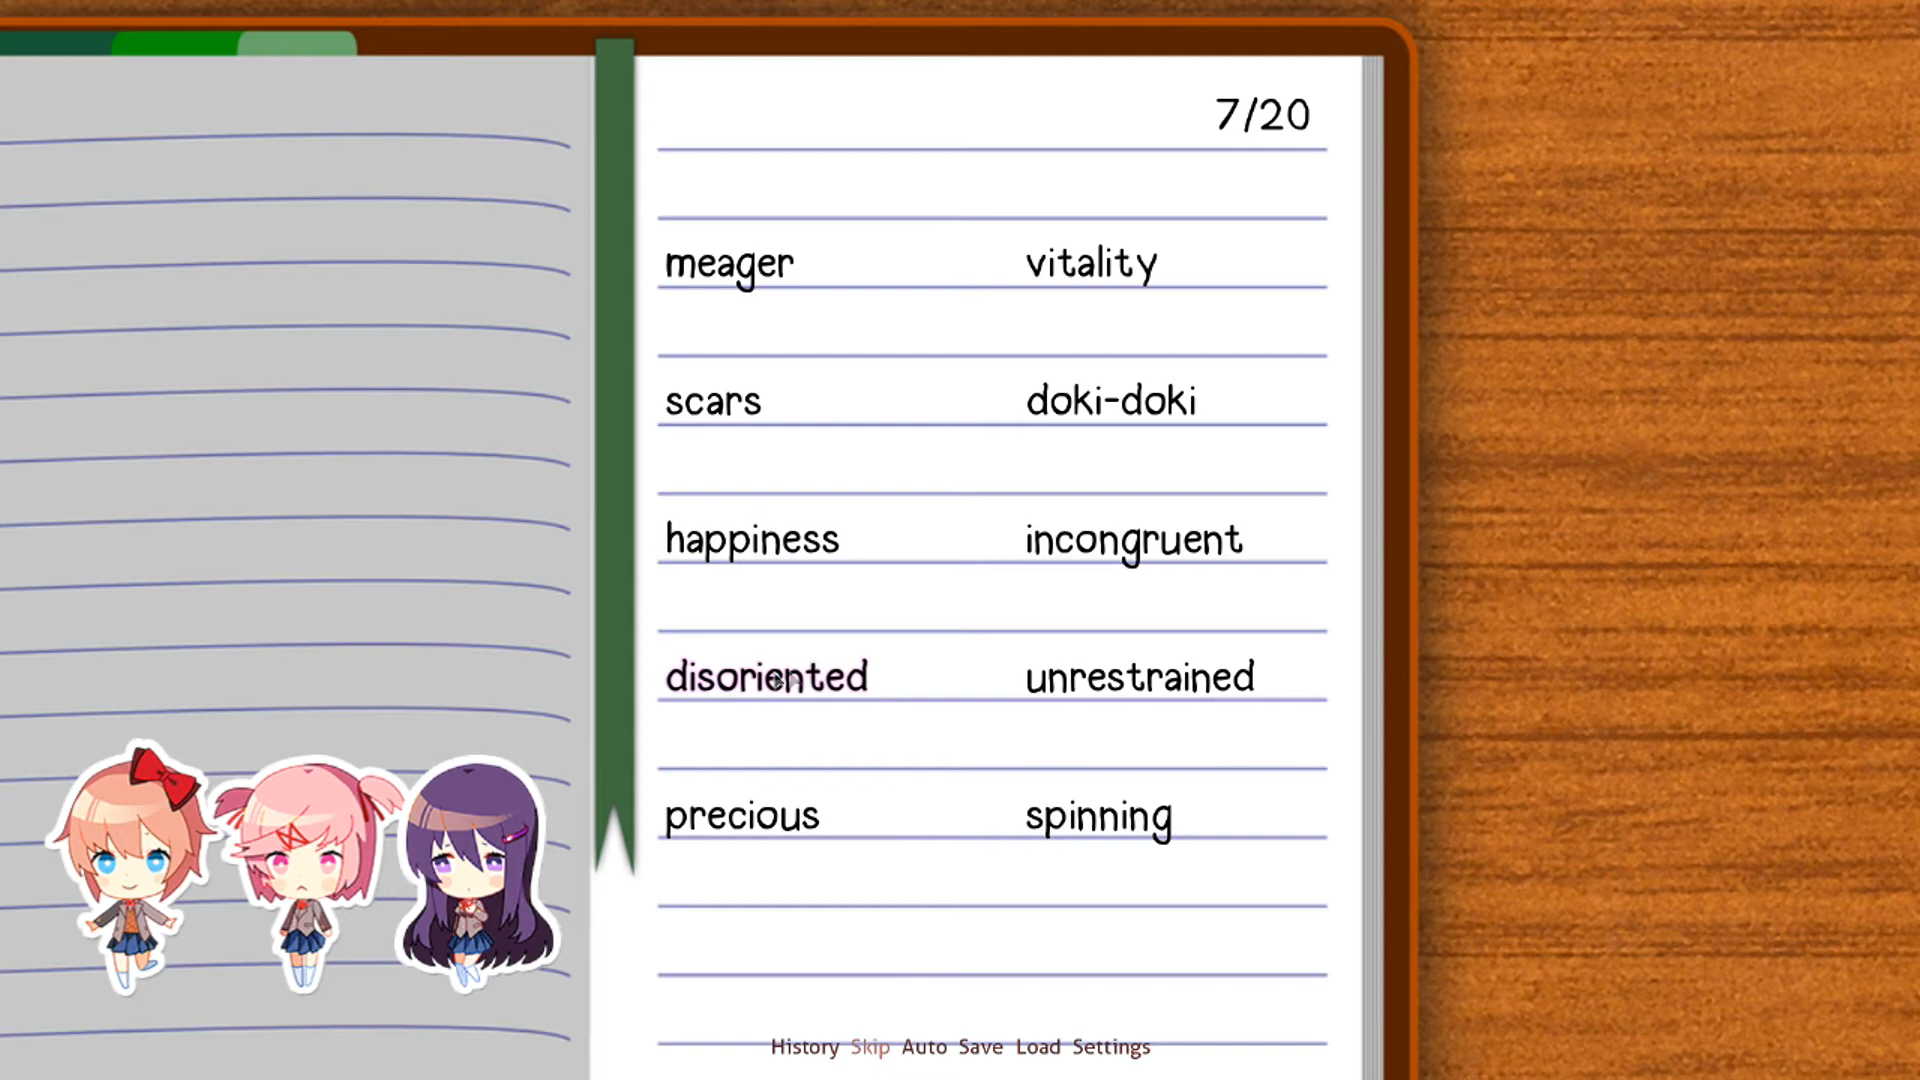 7/20
meager vitality
scars doki-doki
happiness incongruent
disoriented unrestrained
precious spinning
History Skip Auto Save Load Settings